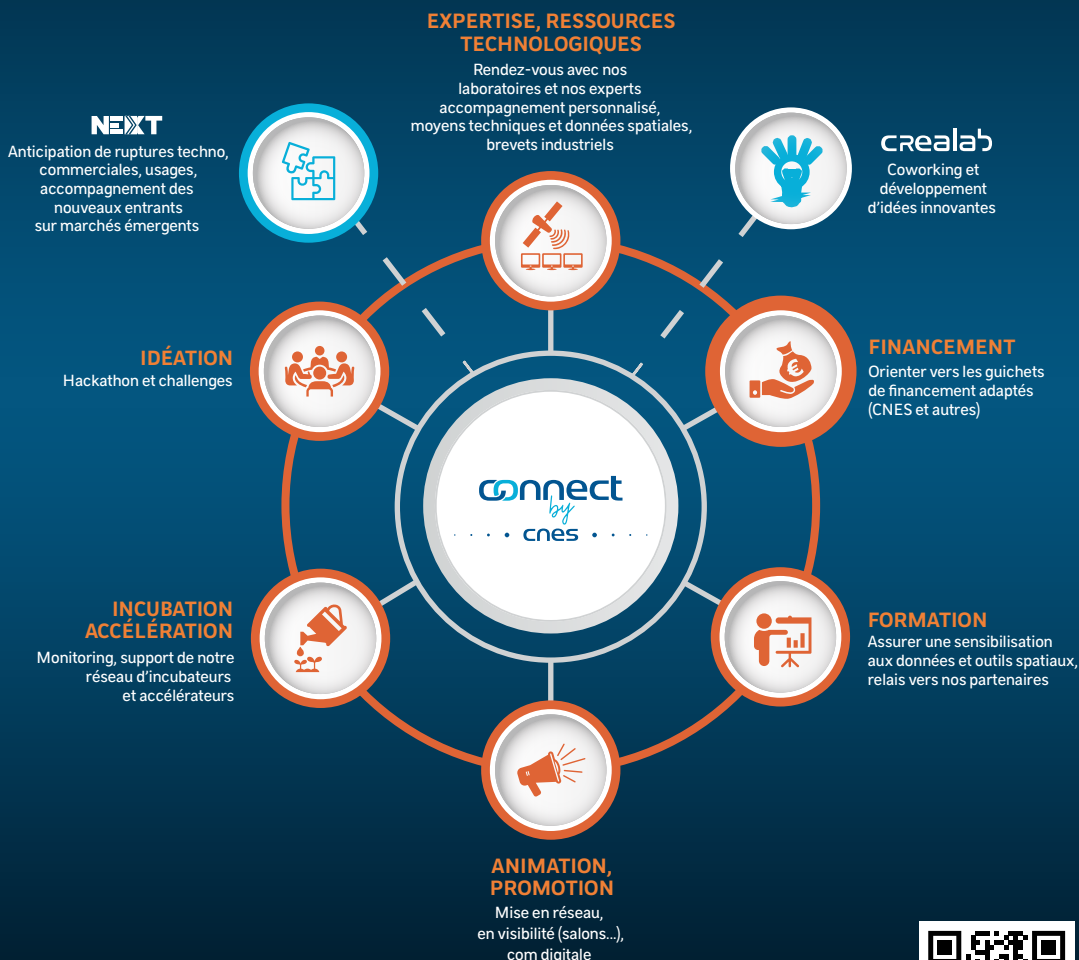 EXPERTISE, RESSOURCES
TECHNOLOGIQUES
Rendez-vous avec nos
laboratoires et nos experts
accompagnement personnalisé,
moyens techniques et données spatiales,
brevets industriels
NEXT
Anticipation de ruptures techno,
commerciales, usages,
accompagnement des
nouveaux entrants
sur marchés émergents
crealab
Coworking et
développement
d'idées innovantes
IDÉATION
Hackathon et challenges
FINANCEMENT
Orienter vers les guichets
de financement adaptés
(CNES et autres)
connect
by
cnes
INCUBATION
ACCÉLÉRATION
Monitoring, support de notre
réseau d'incubateurs
et accélérateurs
FORMATION
Assurer une sensibilisation
aux données et outils spatiaux,
relais vers nos partenaires
ANIMATION,
PROMOTION
Mise en réseau,
en visibilité (salons...),
com digitale